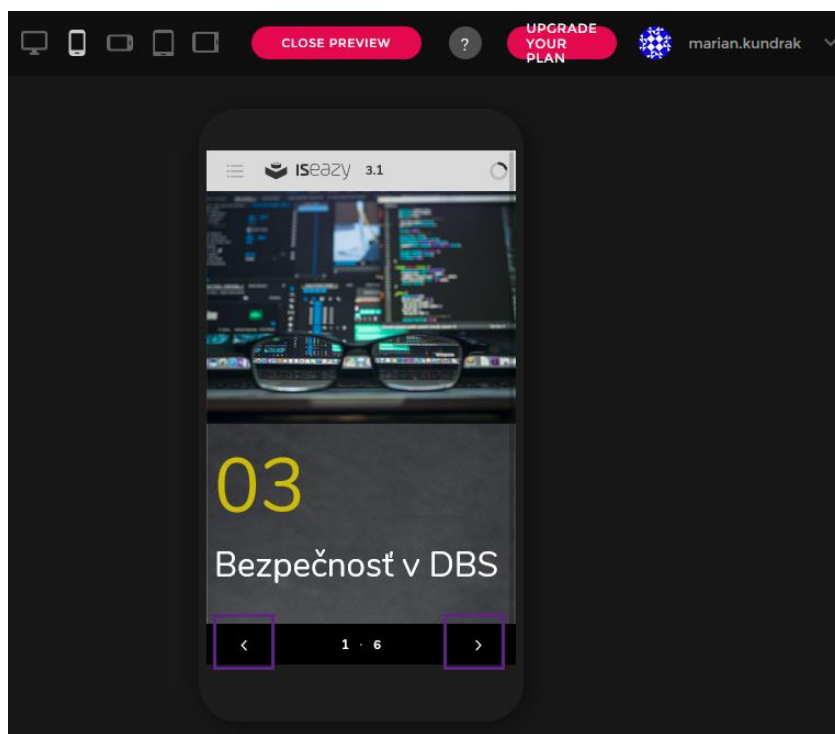 CLOSE PREVIEW
?
UPGRADE
YOUR
PLAN
marian.kundrak
ISEAZY 3.1
03
Bezpečnosť v DBS
1 · 6